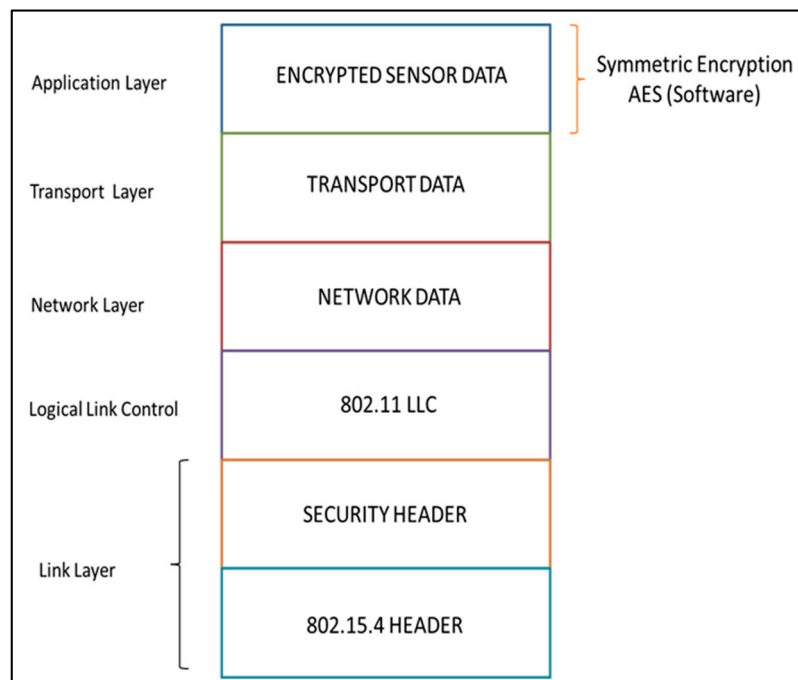 Application Layer
ENCRYPTED SENSOR DATA
Symmetric Encryption
AES (Software)
Transport Layer
TRANSPORT DATA
Network Layer
NETWORK DATA
Logical Link Control
802.11 LLC
SECURITY HEADER
Link Layer
802.15.4 HEADER